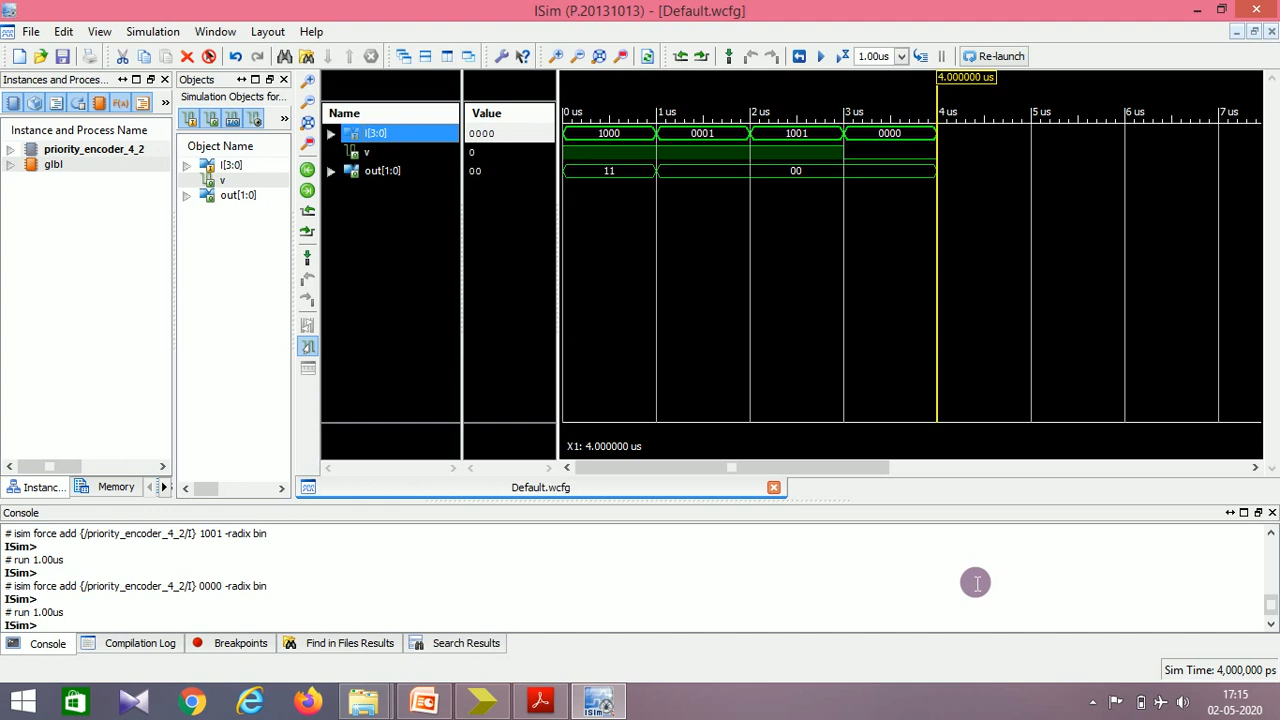 ISim (P.20131013) - [Default.wcfg]
File Edit View Simulation Window Layout Help
1.00us Re-launch
Instances and Proce...
Instance and Process Name
priority_encoder_4_2
glbl
Instanc... Memory
Objects
Simulation Objects for...
Object Name
I[3:0]
v
out[1:0]
Name Value
I[3:0] 0000
v 0
out[1:0] 00
4.000000 us
0 us 1 us 2 us 3 us 4 us 5 us 6 us 7 us
1000 0001 1001 0000
11 00
X1: 4.000000 us
Default.wcfg
Console
# isim force add {/priority_encoder_4_2/I} 1001 -radix bin
ISim>
# run 1.00us
ISim>
# isim force add {/priority_encoder_4_2/I} 0000 -radix bin
ISim>
# run 1.00us
ISim>
Console Compilation Log Breakpoints Find in Files Results Search Results
Sim Time: 4,000,000 ps
ISim
17:15
02-05-2020